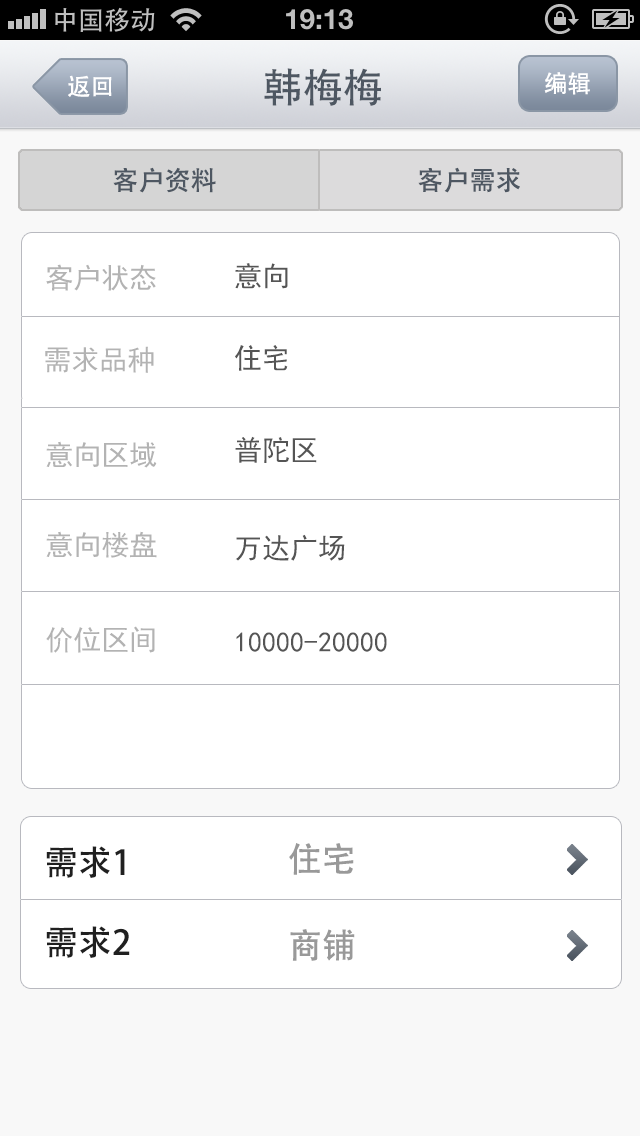 中国移动 19:13
返回 韩梅梅 编辑
客户资料 客户需求
客户状态 意向
需求品种 住宅
意向区域 普陀区
意向楼盘 万达广场
价位区间 10000-20000
需求1 住宅
需求2 商铺